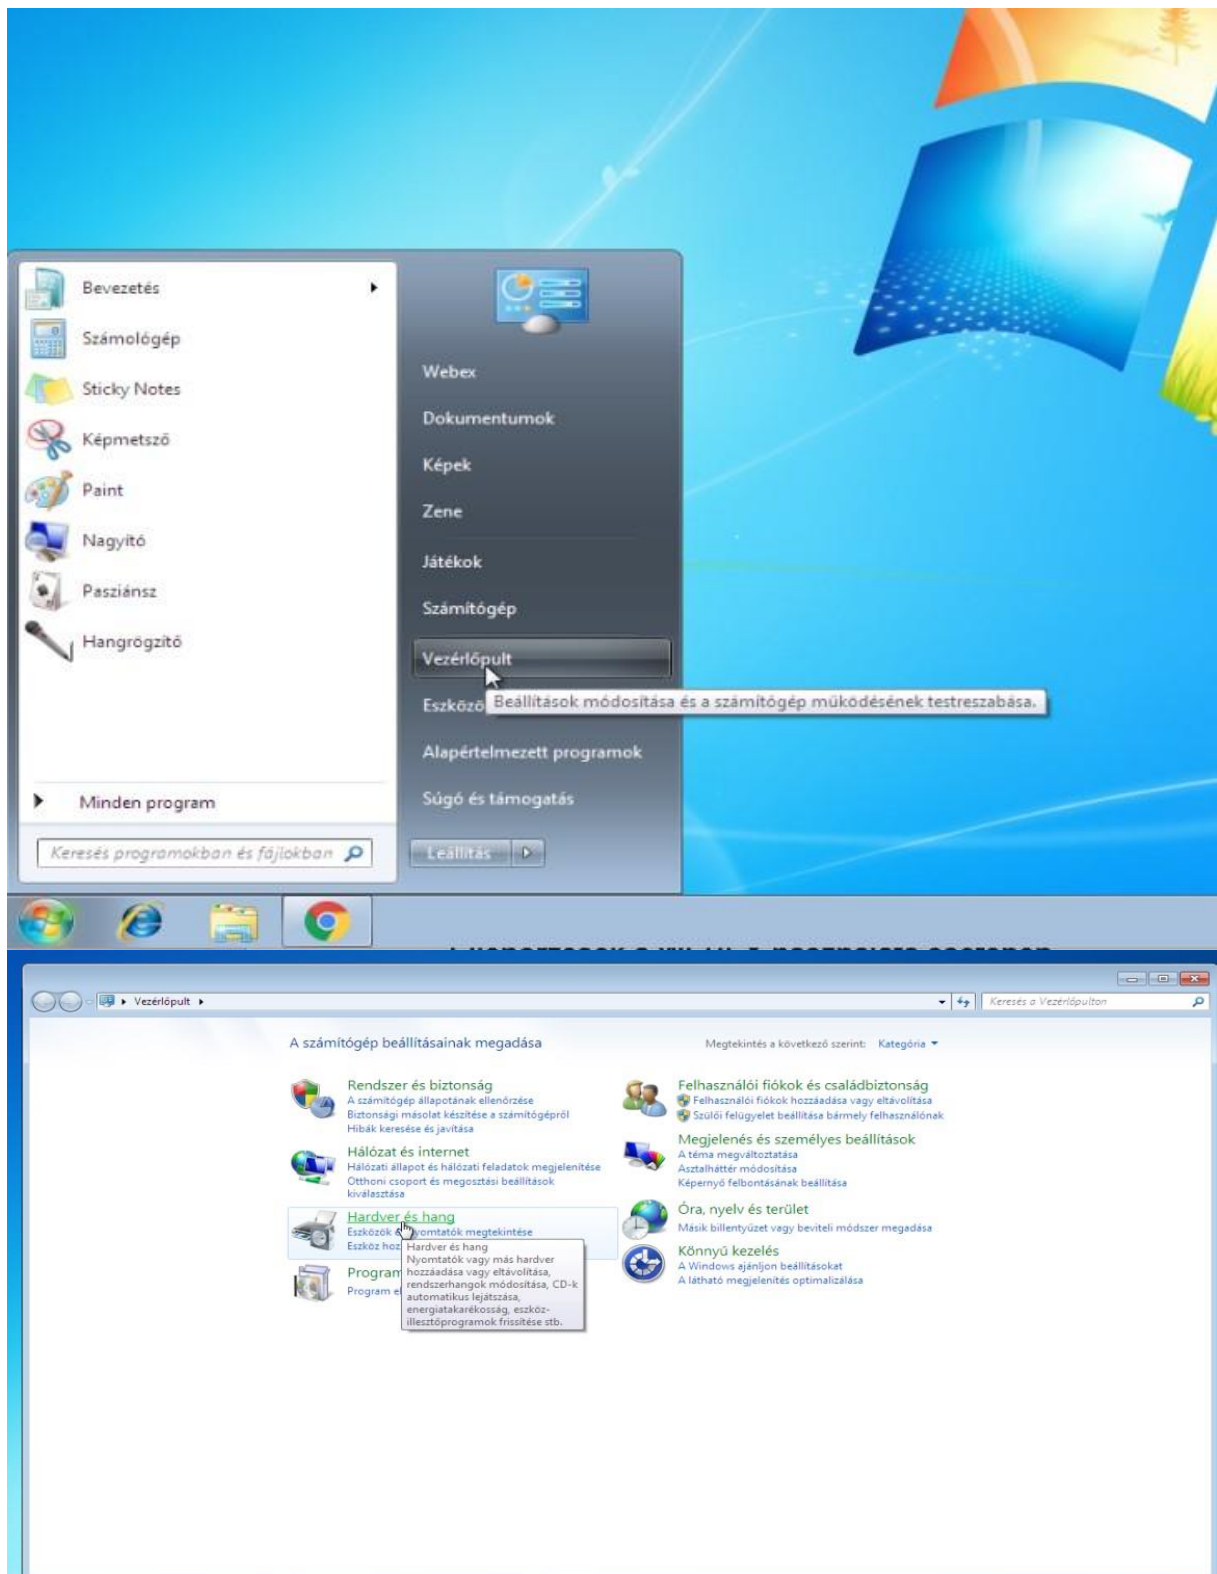 Bevezetés
Számológép
Sticky Notes
Képmetsző
Paint
Nagyító
Pasziánsz
Hangrögzítő
Minden program
Keresés programokban és fájlokban
Webex
Dokumentumok
Képek
Zene
Játékok
Számítógép
Vezérlőpult
Beállítások módosítása és a számítógép működésének testreszabása.
Alapértelmezett programok
Súgó és támogatás
Leállítás
Vezérlőpult
Keresés a Vezérlőpulton
A számítógép beállításainak megadása
Megtekintés a következő szerint: Kategória
Rendszer és biztonság
A számítógép állapotának ellenőrzése
Biztonsági másolat készítése a számítógépről
Hibák keresése és javítása
Hálózat és internet
Hálózati állapot és hálózati feladatok megjelenítése
Otthoni csoport és megosztási beállítások
kiválasztása
Hardver és hang
Eszközök nyomtatók megtekintése
Eszköz
Hardver és hang
Nyomtatók vagy más hardver
hozzáadása vagy eltávolítása,
rendszerhangok módosítása, CD-k
automatikus lejátszása,
energiatakarékosság, eszköz-
illesztőprogramok frissítése stb.
Program
Program
Felhasználói fiókok és családbiztonság
Felhasználói fiókok hozzáadása vagy eltávolítása
Szülői felügyelet beállítása bármely felhasználónak
Megjelenés és személyes beállítások
A téma megváltoztatása
Asztalháttér módosítása
Képernyő felbontásának beállítása
Óra, nyelv és terület
Másik billentyűzet vagy beviteli módszer megadása
Könnyű kezelés
A Windows ajánljon beállításokat
A látható megjelenítés optimalizálása